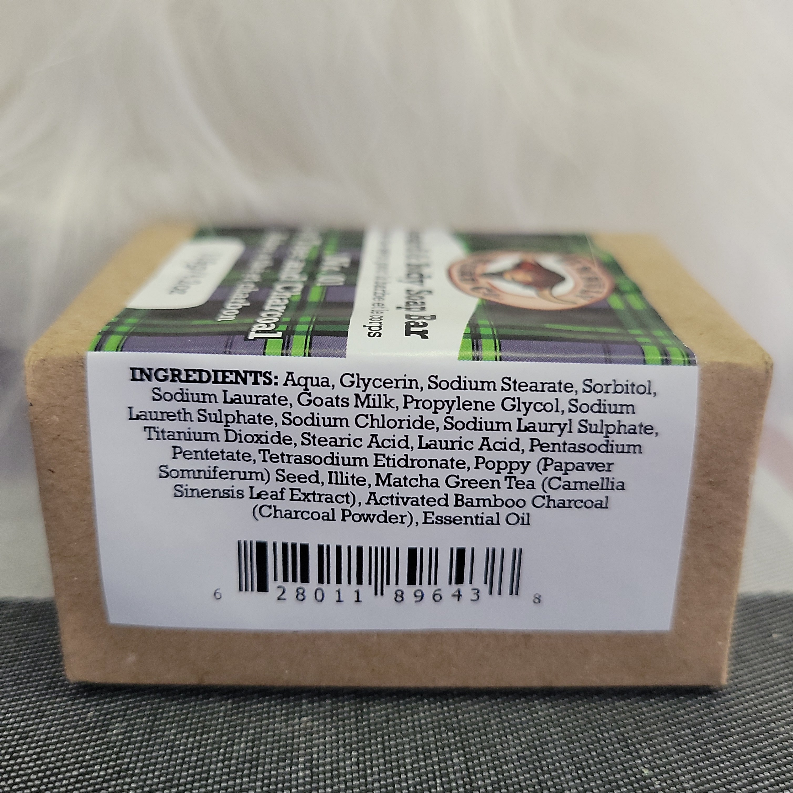 Soap Bar
corps
and Charcoal
INGREDIENTS: Aqua, Glycerin, Sodium Stearate, Sorbitol,
Sodium Laurate, Goats Milk, Propylene Glycol, Sodium
Laureth Sulphate, Sodium Chloride, Sodium Lauryl Sulphate,
Titanium Dioxide, Stearic Acid, Lauric Acid, Pentasodium
Pentetate, Tetrasodium Etidronate, Poppy (Papaver
Somniferum) Seed, Illite, Matcha Green Tea (Camellia
Sinensis Leaf Extract), Activated Bamboo Charcoal
(Charcoal Powder), Essential Oil
6 28011 89643 8